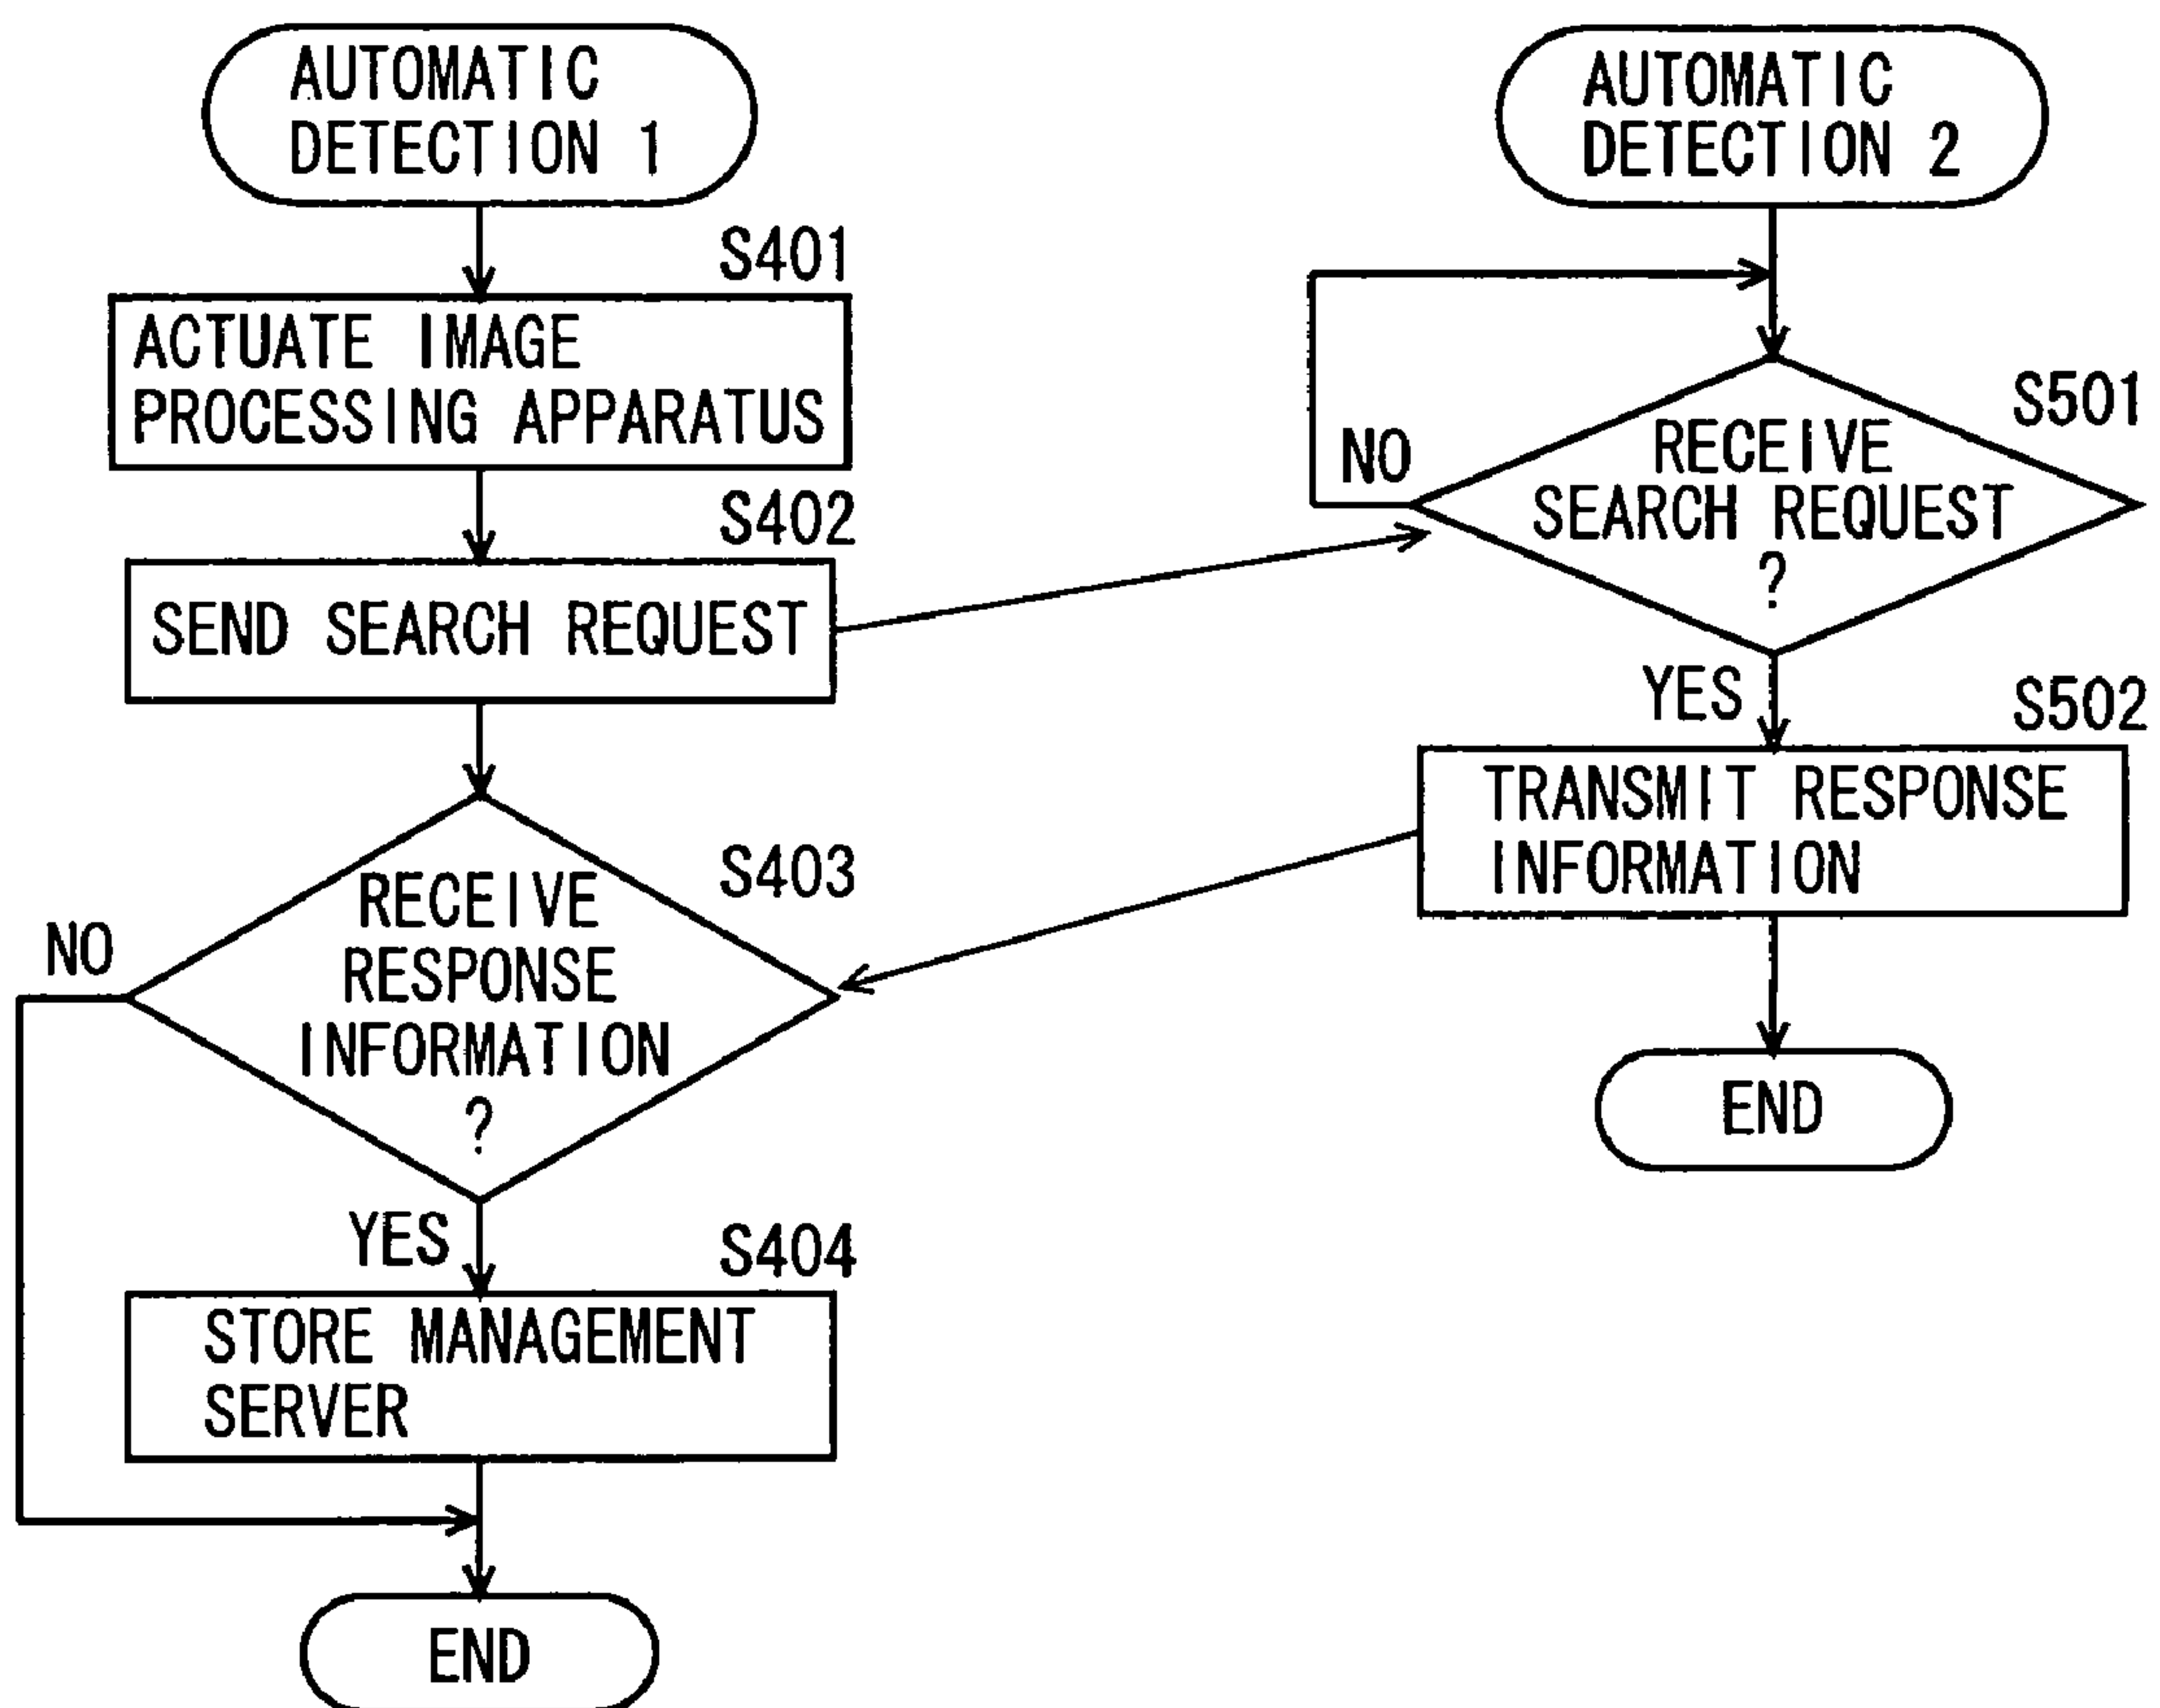 AUTOMATIC
DETECTION 1
S401
ACTUATE IMAGE
PROCESSING APPARATUS
S402
SEND SEARCH REQUEST
S403
RECEIVE
RESPONSE
INFORMATION
?
NO
YES
S404
STORE MANAGEMENT
SERVER
END
AUTOMATIC
DETECTION 2
S501
RECEIVE
SEARCH REQUEST
?
NO
YES
S502
TRANSMIT RESPONSE
INFORMATION
END